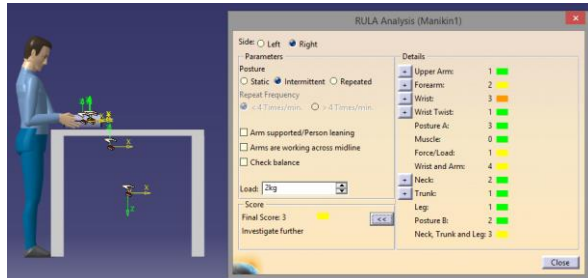 RULA Analysis (Manikin1)
Side: Left Right
Parameters
Posture
Static Intermittent Repeated
Repeat Frequency
< 4 Times/min. > 4 Times/min.
Arm supported/Person leaning
Arms are working across midline
Check balance
Load: 2kg
Score
Final Score: 3
<<
Investigate further
Details
+ Upper Arm: 1
+ Forearm: 2
+ Wrist: 3
+ Wrist Twist: 1
Posture A: 3
Muscle: 0
Force/Load: 1
Wrist and Arm: 4
+ Neck: 2
+ Trunk: 1
Leg: 1
Posture B: 2
Neck, Trunk and Leg: 3
Close